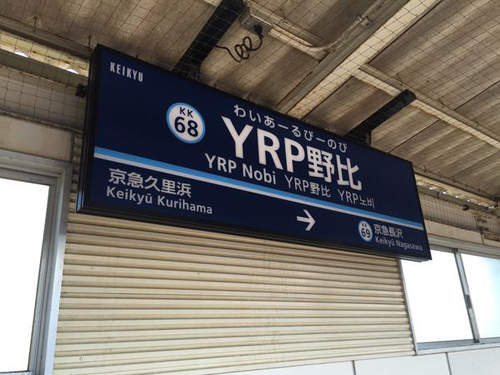 KEIKYU
KK
68
わいあーるぴーのび
YRP野比
YRP Nobi YRP野比 YRP노비
京急久里浜
Keikyū Kurihama
→
69
京急長沢
Keikyū Nagasawa